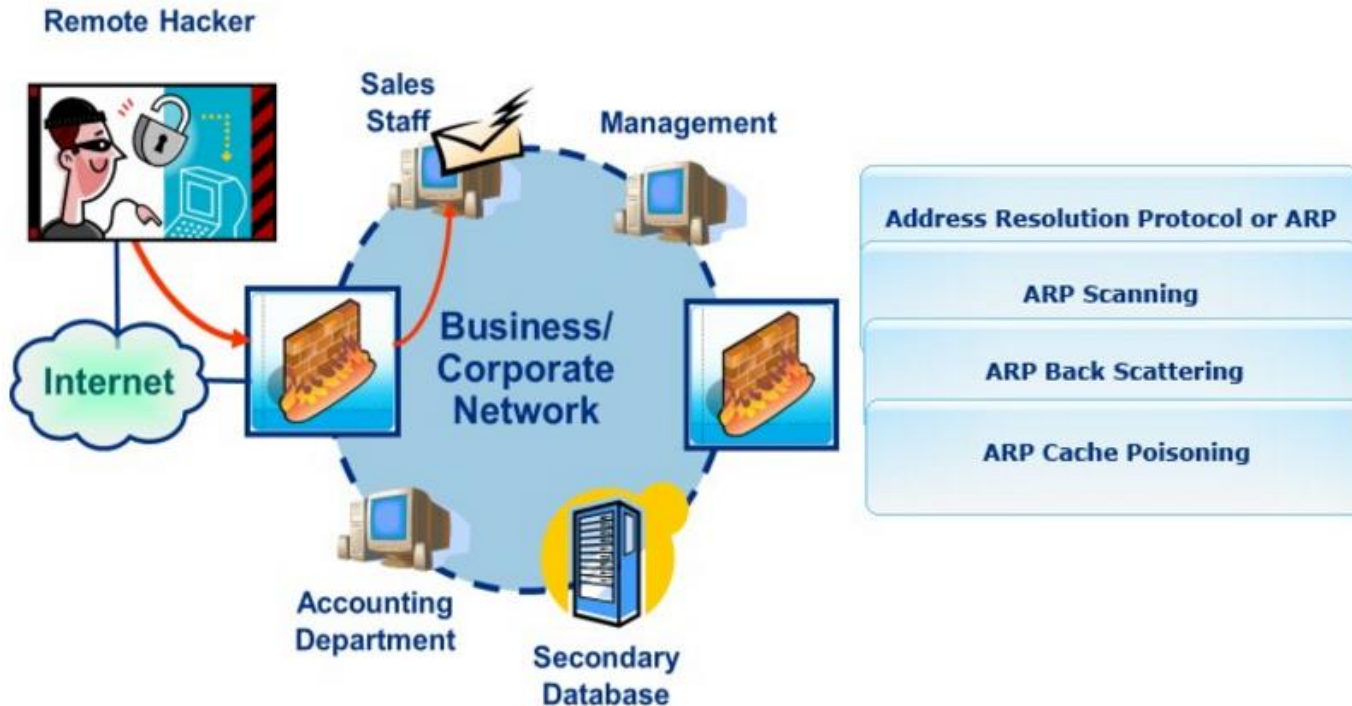 Remote Hacker
Sales
Staff
Management
Internet
Business/
Corporate
Network
Accounting
Department
Secondary
Database
Address Resolution Protocol or ARP
ARP Scanning
ARP Back Scattering
ARP Cache Poisoning